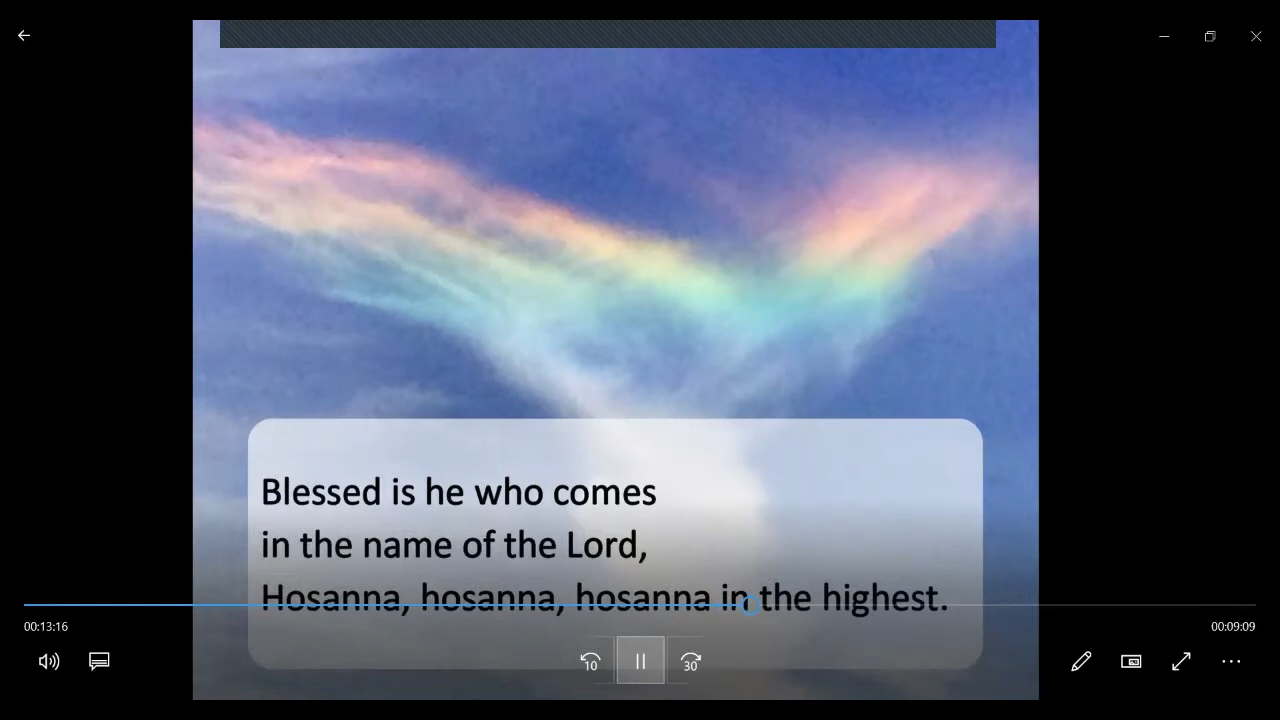 Blessed is he who comes
in the name of the Lord,
Hosanna, hosanna, hosanna in the highest.
00:13:16
00:09:09
10
30